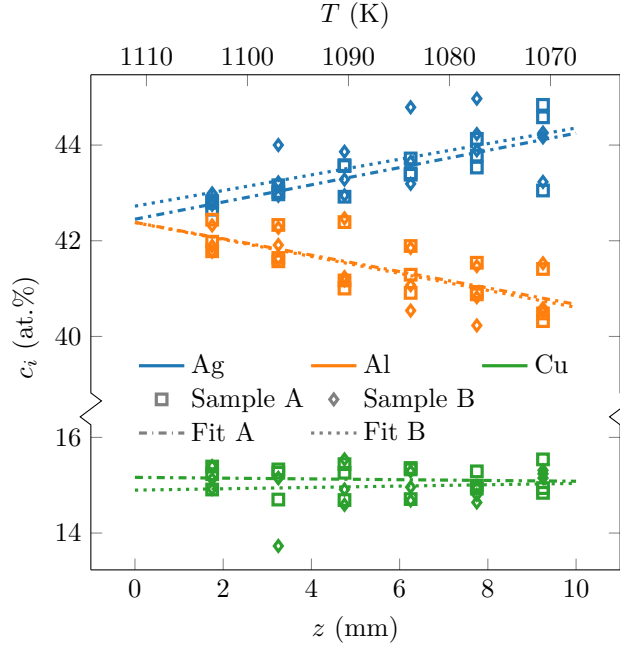 T (K)
1110 1100 1090 1080 1070
44
42
40
c_i (at.%)
Ag Al Cu
Sample A Sample B
Fit A Fit B
16
14
0 2 4 6 8 10
z (mm)